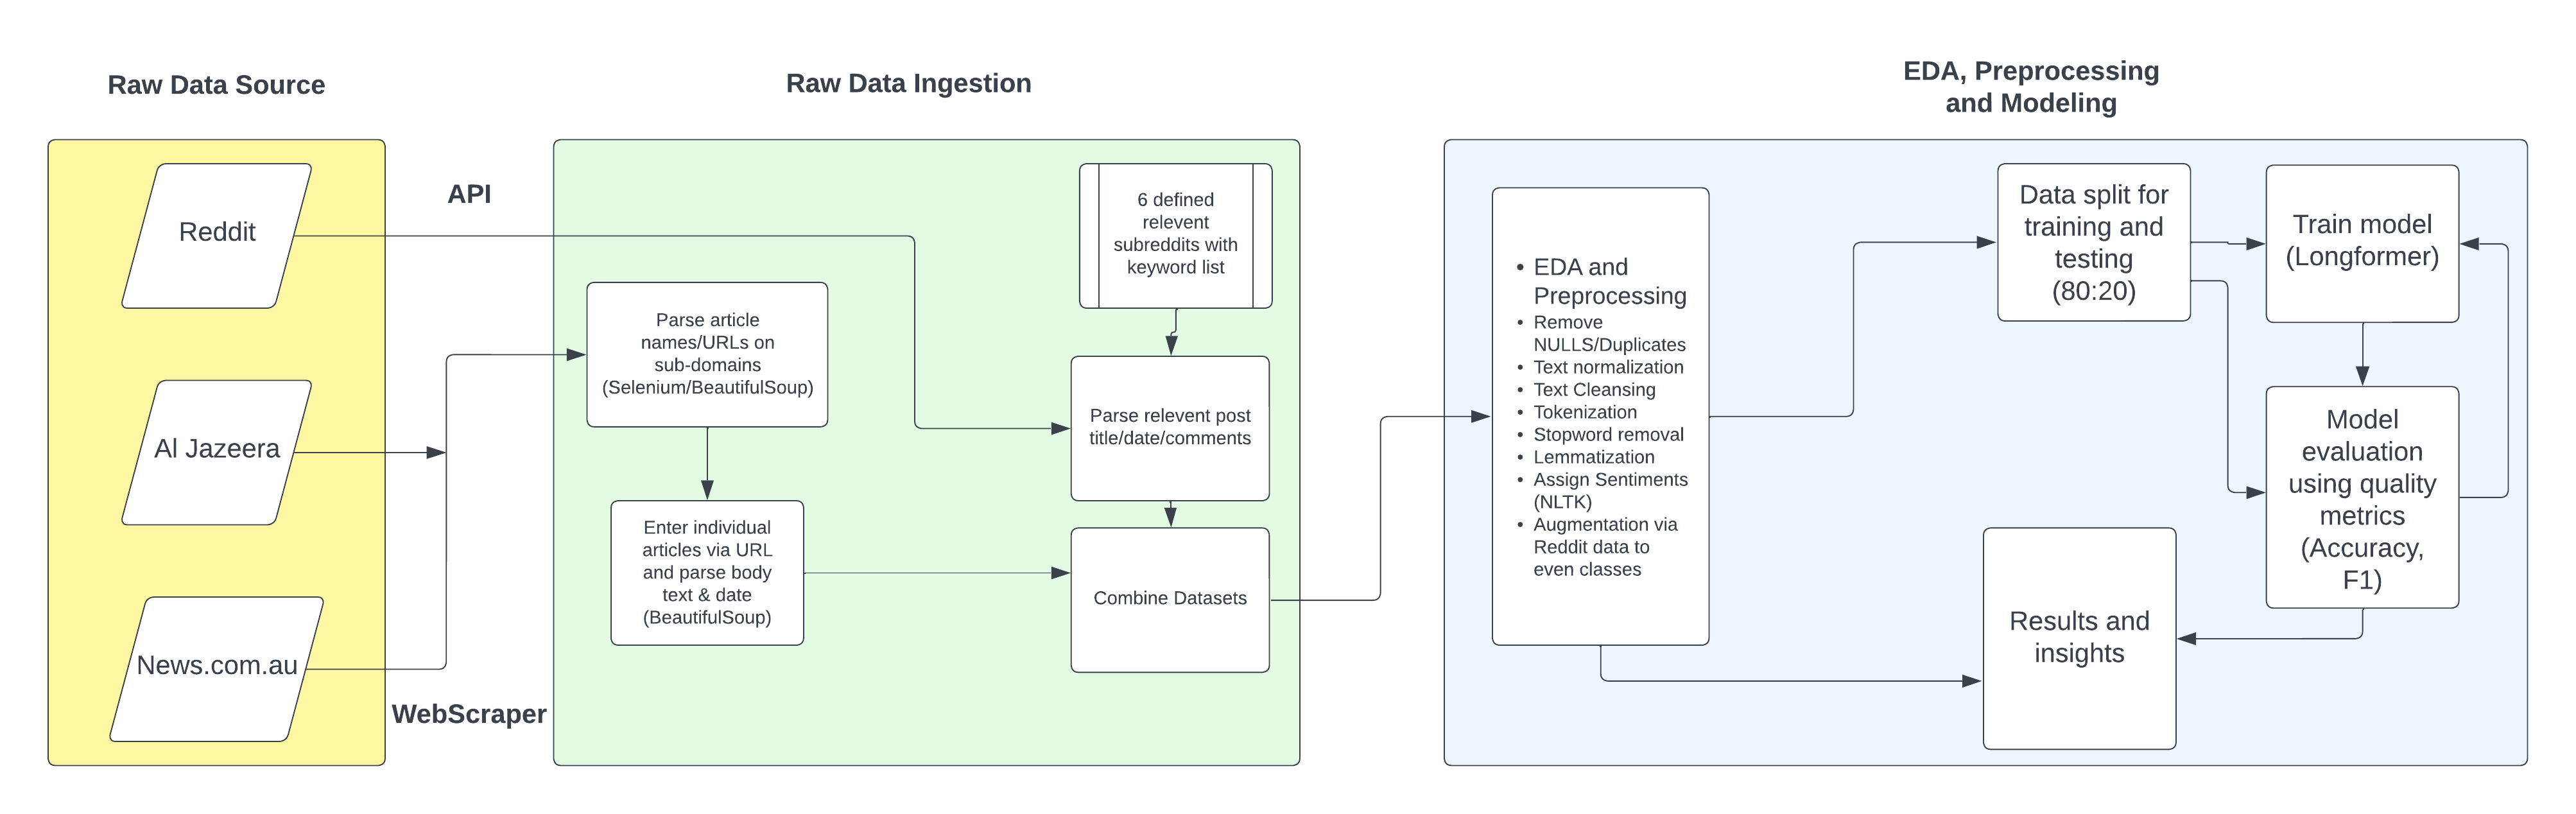 Raw Data Source
Raw Data Ingestion
EDA, Preprocessing
and Modeling
Reddit
Al Jazeera
News.com.au
API
WebScraper
Parse article
names/URLs on
sub-domains
(Selenium/BeautifulSoup)
Enter individual
articles via URL
and parse body
text & date
(BeautifulSoup)
6 defined
relevent
subreddits with
keyword list
Parse relevent post
title/date/comments
Combine Datasets
• EDA and
Preprocessing
• Remove
NULLS/Duplicates
• Text normalization
• Text Cleansing
• Tokenization
• Stopword removal
• Lemmatization
• Assign Sentiments
(NLTK)
• Augmentation via
Reddit data to
even classes
Data split for
training and
testing
(80:20)
Train model
(Longformer)
Model
evaluation
using quality
metrics
(Accuracy,
F1)
Results and
insights